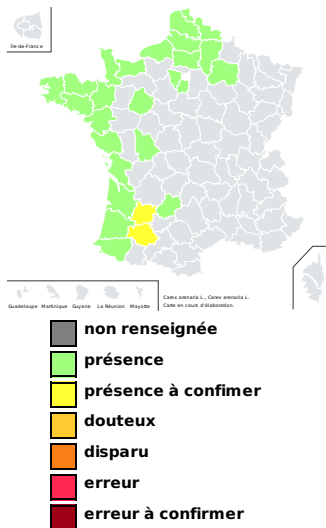 Île-de-France
Guadeloupe Martinique Guyane La Réunion Mayotte
Carex arenaria L., Carex arenaria L.
Carte en cours d'élaboration.
non renseignée
présence
présence à confimer
douteux
disparu
erreur
erreur à confirmer